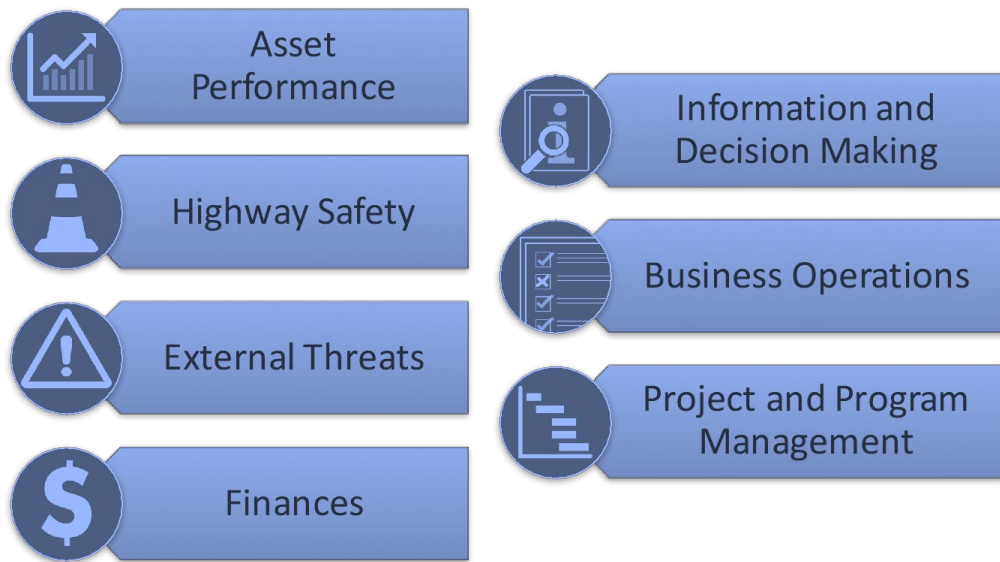 Asset
Performance
Highway Safety
External Threats
Finances
Information and
Decision Making
Business Operations
Project and Program
Management